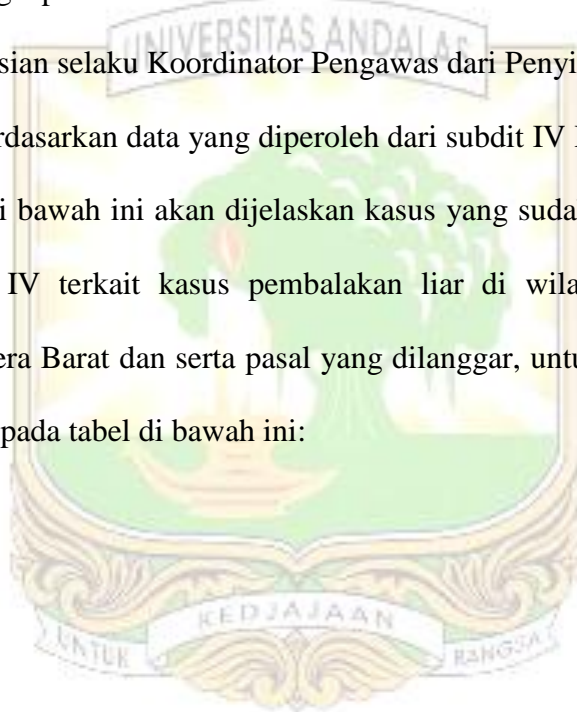 UNIVERSITAS ANDALAS
sian selaku Koordinator Pengawas dari Penyi
rdasarkan data yang diperoleh dari subdit IV
i bawah ini akan dijelaskan kasus yang suda
IV terkait kasus pembalakan liar di wila
era Barat dan serta pasal yang dilanggar, untu
pada tabel di bawah ini:
KEDJAJAAN
UNTUK BANGSA